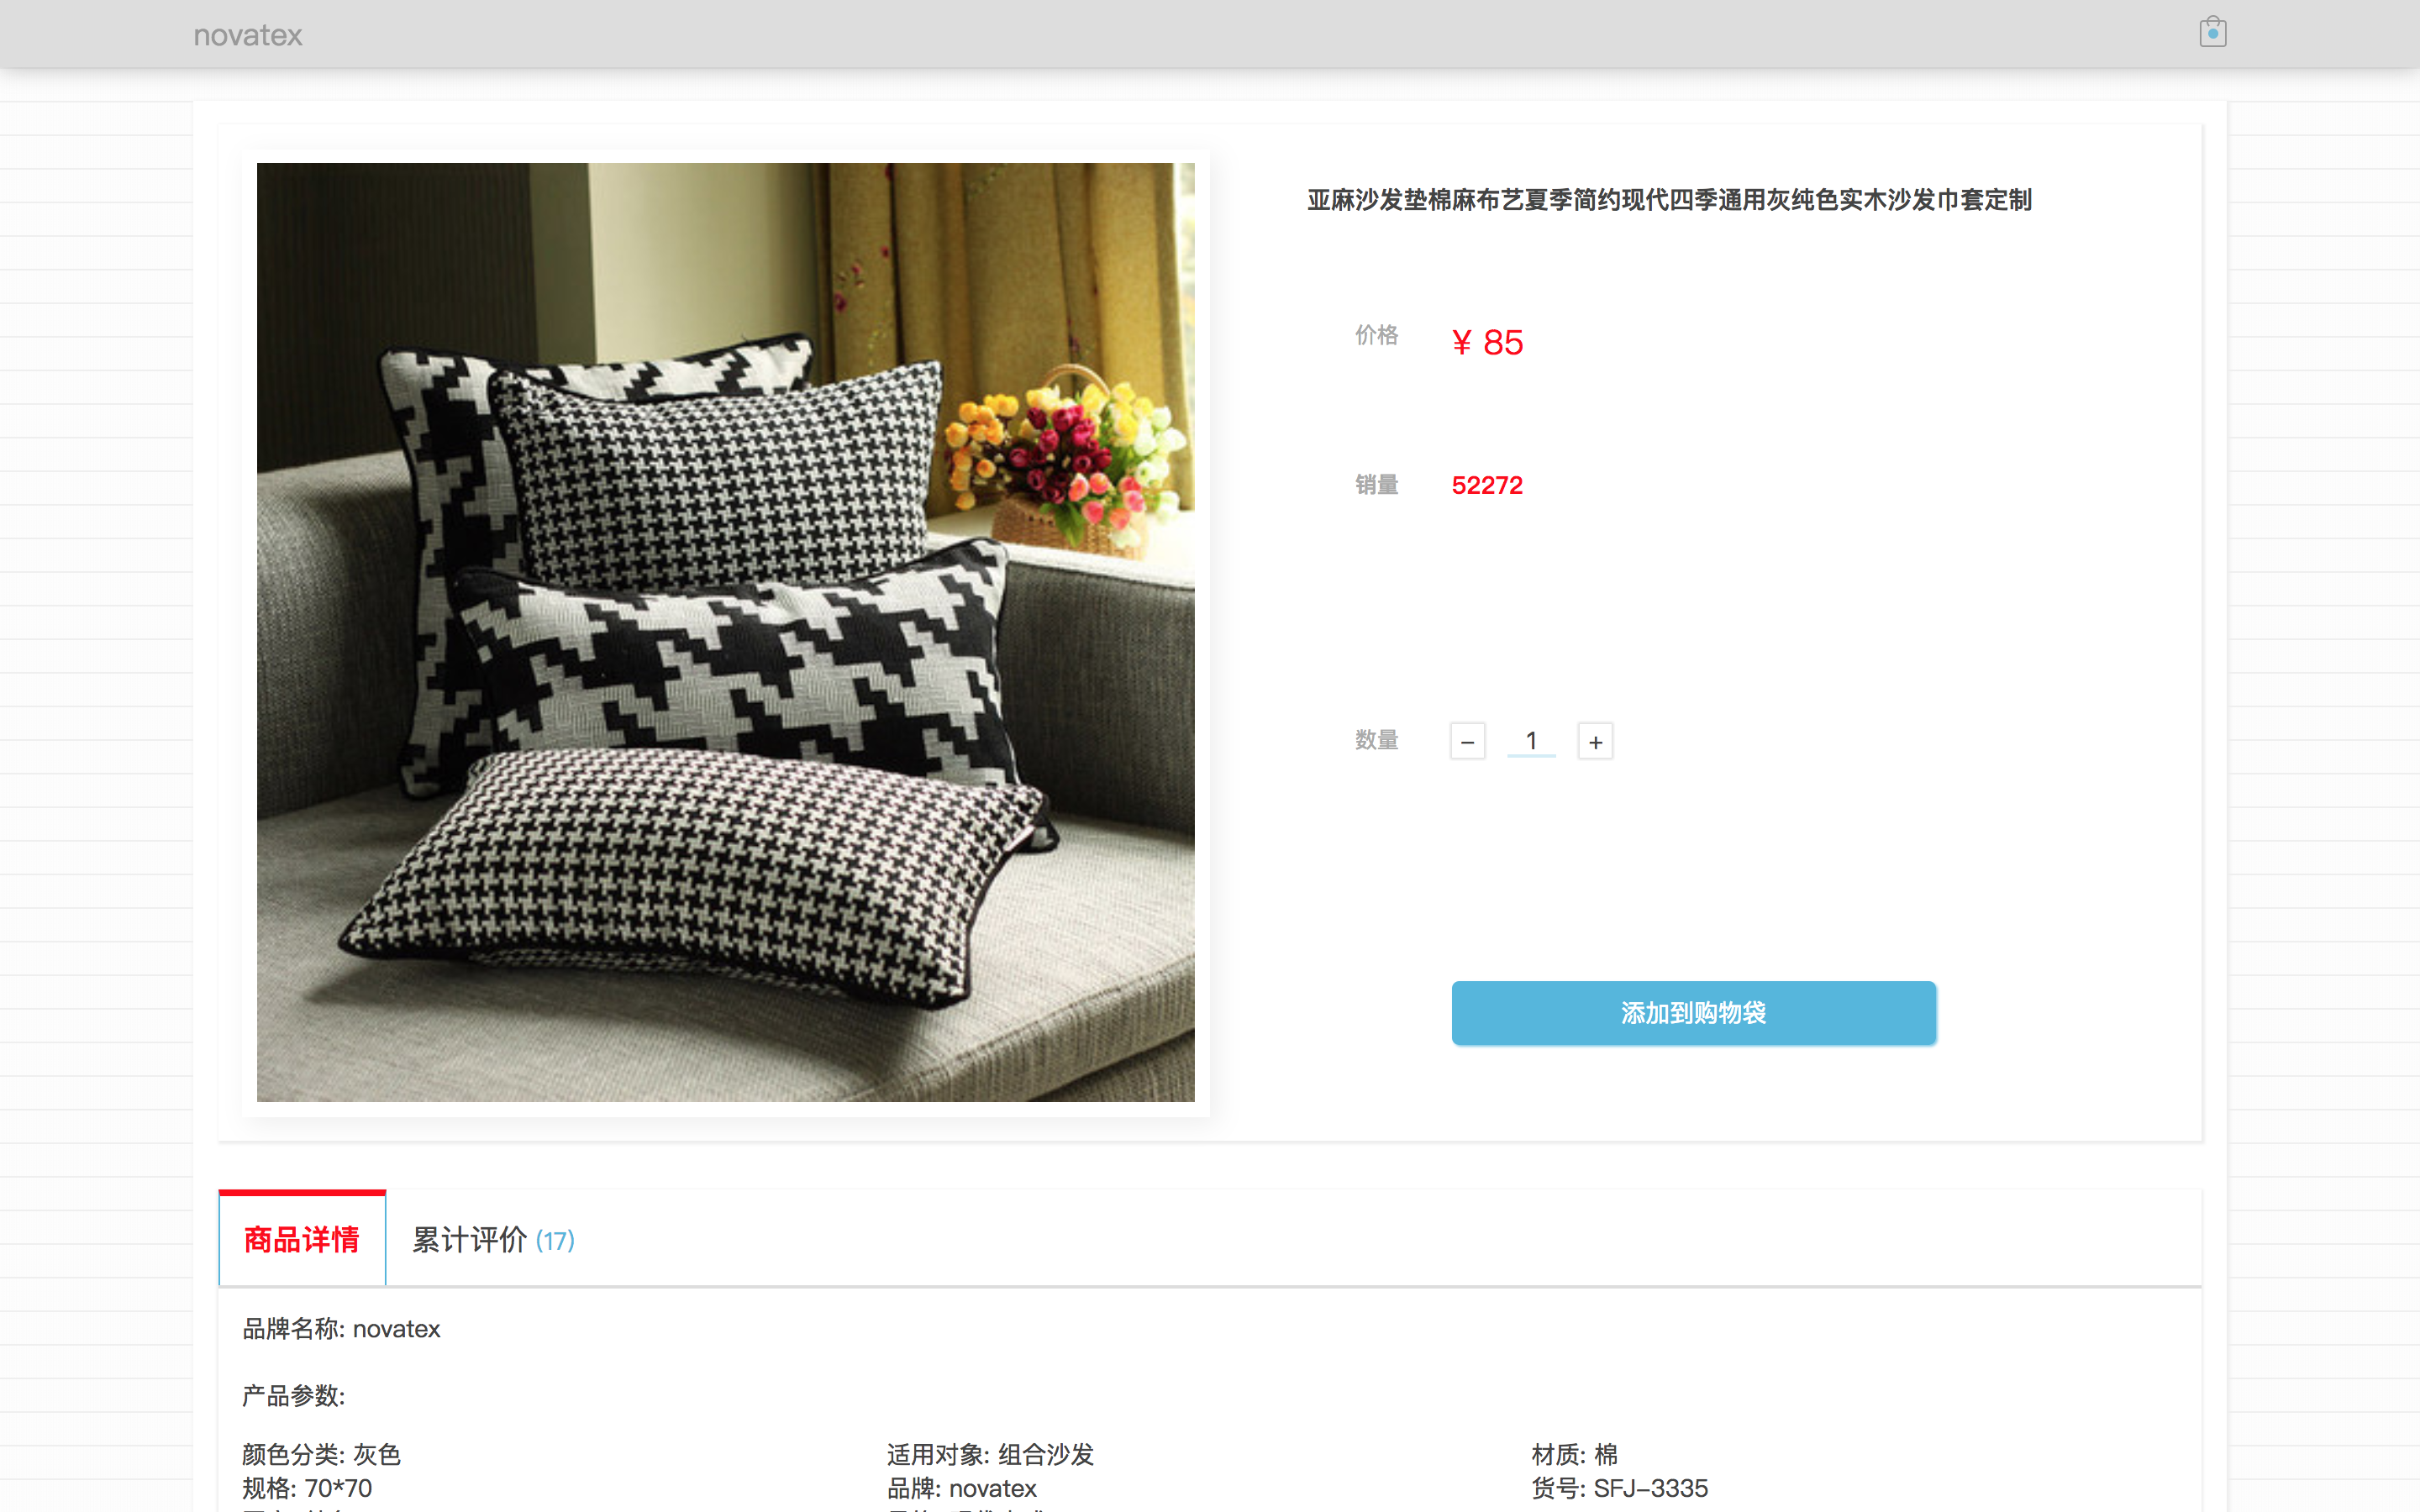 novatex
亚麻沙发垫棉麻布艺夏季简约现代四季通用灰纯色实木沙发巾套定制
价格 ¥ 85
销量 52272
数量 − 1 +
添加到购物袋
商品详情 累计评价 (17)
品牌名称: novatex
产品参数:
颜色分类: 灰色 适用对象: 组合沙发 材质: 棉
规格: 70*70 品牌: novatex 货号: SFJ-3335